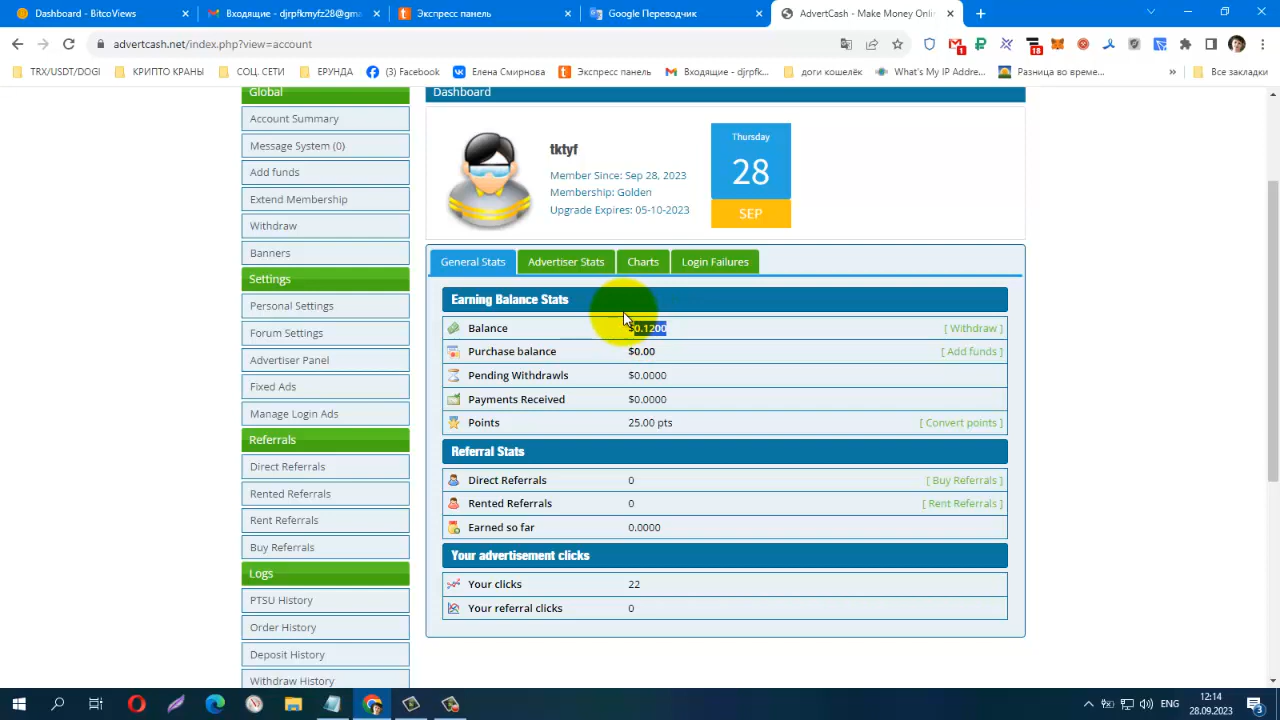 Dashboard - BitcoViews
Входящие - djrpfkmyfz28@gma
Экспресс панель
Google Переводчик
AdvertCash - Make Money Onlin
advertcash.net/index.php?view=account
1
18
TRX/USDT/DOGI
КРИПТО КРАНЫ
СОЦ. СЕТИ
ЕРУНДА
(3) Facebook
Елена Смирнова
Экспресс панель
Входящие - djrpfk...
доги кошелёк
What's My IP Addre...
Разница во време...
»
Все закладки
Global
Account Summary
Message System (0)
Add funds
Extend Membership
Withdraw
Banners
Settings
Personal Settings
Forum Settings
Advertiser Panel
Fixed Ads
Manage Login Ads
Referrals
Direct Referrals
Rented Referrals
Rent Referrals
Buy Referrals
Logs
PTSU History
Order History
Deposit History
Withdraw History
Dashboard
tktyf
Member Since: Sep 28, 2023
Membership: Golden
Upgrade Expires: 05-10-2023
Thursday
28
SEP
General Stats
Advertiser Stats
Charts
Login Failures
Earning Balance Stats
Balance $0.1200 [ Withdraw ]
Purchase balance $0.00 [ Add funds ]
Pending Withdrawls $0.0000
Payments Received $0.0000
Points 25.00 pts [ Convert points ]
Referral Stats
Direct Referrals 0 [ Buy Referrals ]
Rented Referrals 0 [ Rent Referrals ]
Earned so far 0.0000
Your advertisement clicks
Your clicks 22
Your referral clicks 0
ENG
12:14
28.09.2023
3